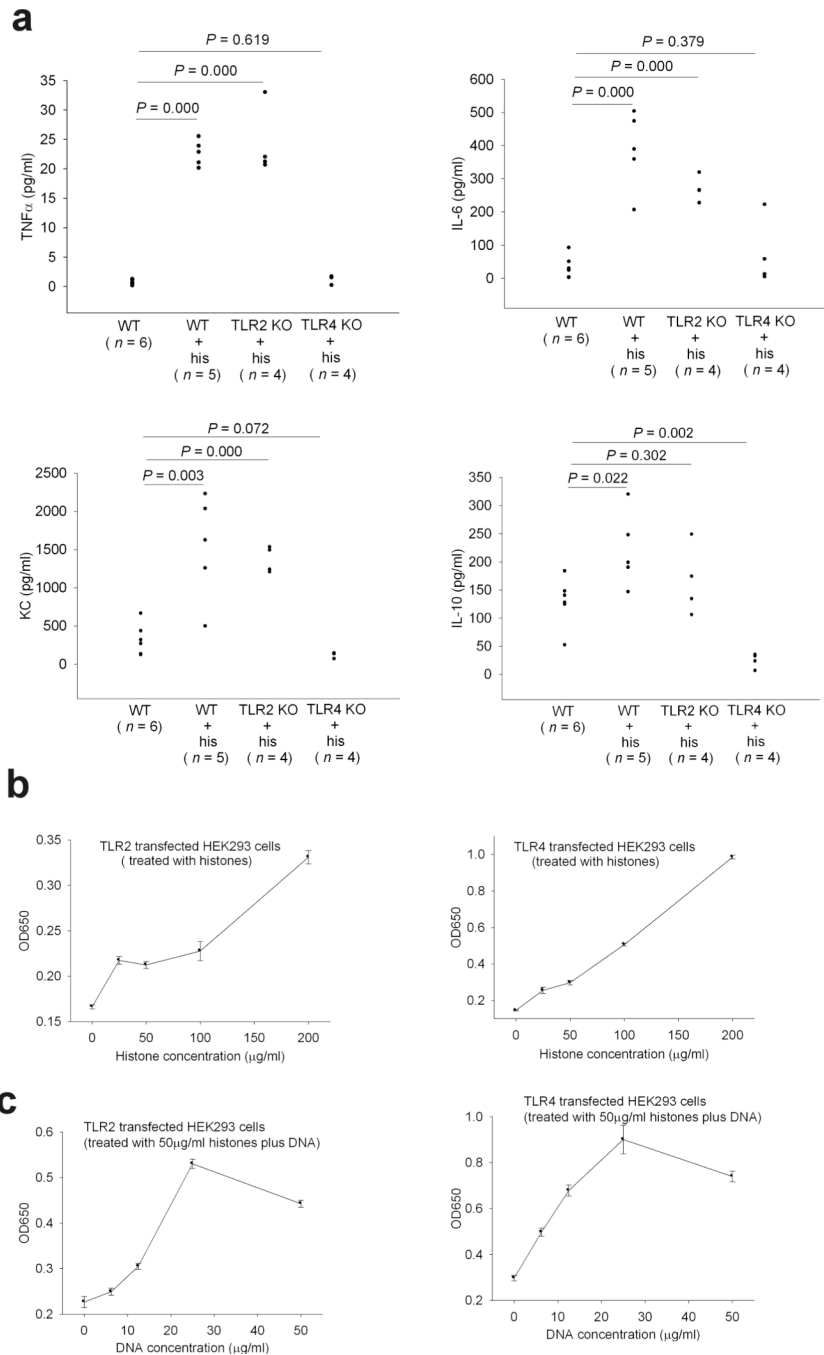 a
P = 0.619
P = 0.000
P = 0.000
35
30
25
20
15
10
5
0
TNFα (pg/ml)
WT
( n = 6)
WT
+
his
( n = 5)
TLR2 KO
+
his
( n = 4)
TLR4 KO
+
his
( n = 4)
P = 0.379
P = 0.000
P = 0.000
600
500
400
300
200
100
0
IL-6 (pg/ml)
WT
( n = 6)
WT
+
his
( n = 5)
TLR2 KO
+
his
( n = 4)
TLR4 KO
+
his
( n = 4)
P = 0.072
P = 0.000
P = 0.003
2500
2000
1500
1000
500
0
KC (pg/ml)
WT
( n = 6)
WT
+
his
( n = 5)
TLR2 KO
+
his
( n = 4)
TLR4 KO
+
his
( n = 4)
P = 0.002
P = 0.302
P = 0.022
350
300
250
200
150
100
50
0
IL-10 (pg/ml)
WT
( n = 6)
WT
+
his
( n = 5)
TLR2 KO
+
his
( n = 4)
TLR4 KO
+
his
( n = 4)
b
TLR2 transfected HEK293 cells
( treated with histones)
0.35
0.30
0.25
0.20
0.15
OD650
0 50 100 150 200
Histone concentration (µg/ml)
TLR4 transfected HEK293 cells
(treated with histones)
1.0
0.8
0.6
0.4
0.2
OD650
0 50 100 150 200
Histone concentration (µg/ml)
c
TLR2 transfected HEK293 cells
(treated with 50µg/ml histones plus DNA)
0.6
0.5
0.4
0.3
0.2
OD650
0 10 20 30 40 50
DNA concentration (µg/ml)
TLR4 transfected HEK293 cells
(treated with 50µg/ml histones plus DNA)
1.0
0.8
0.6
0.4
0.2
OD650
0 10 20 30 40 50
DNA concentration (µg/ml)